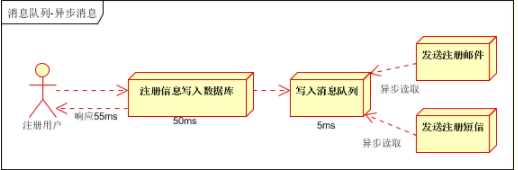 消息队列-异步消息
发送注册邮件
注册信息写入数据库
写入消息队列
异步读取
响应55ms
注册用户
50ms
5ms
发送注册短信
异步读取